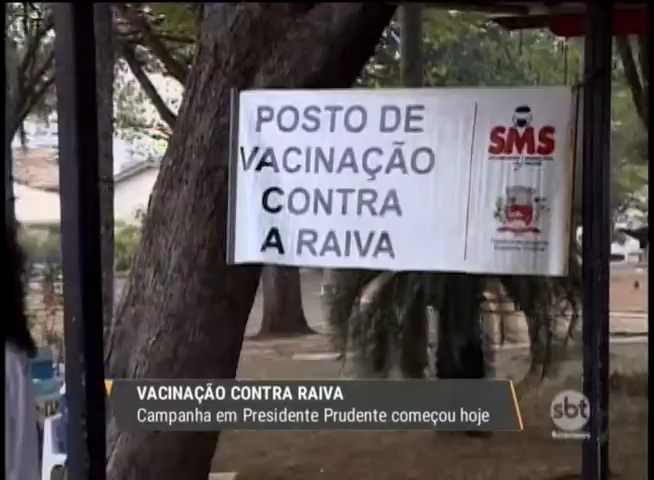 POSTO DE
VACINAÇÃO
CONTRA
A RAIVA
SMS
VACINAÇÃO CONTRA RAIVA
Campanha em Presidente Prudente começou hoje
sbt